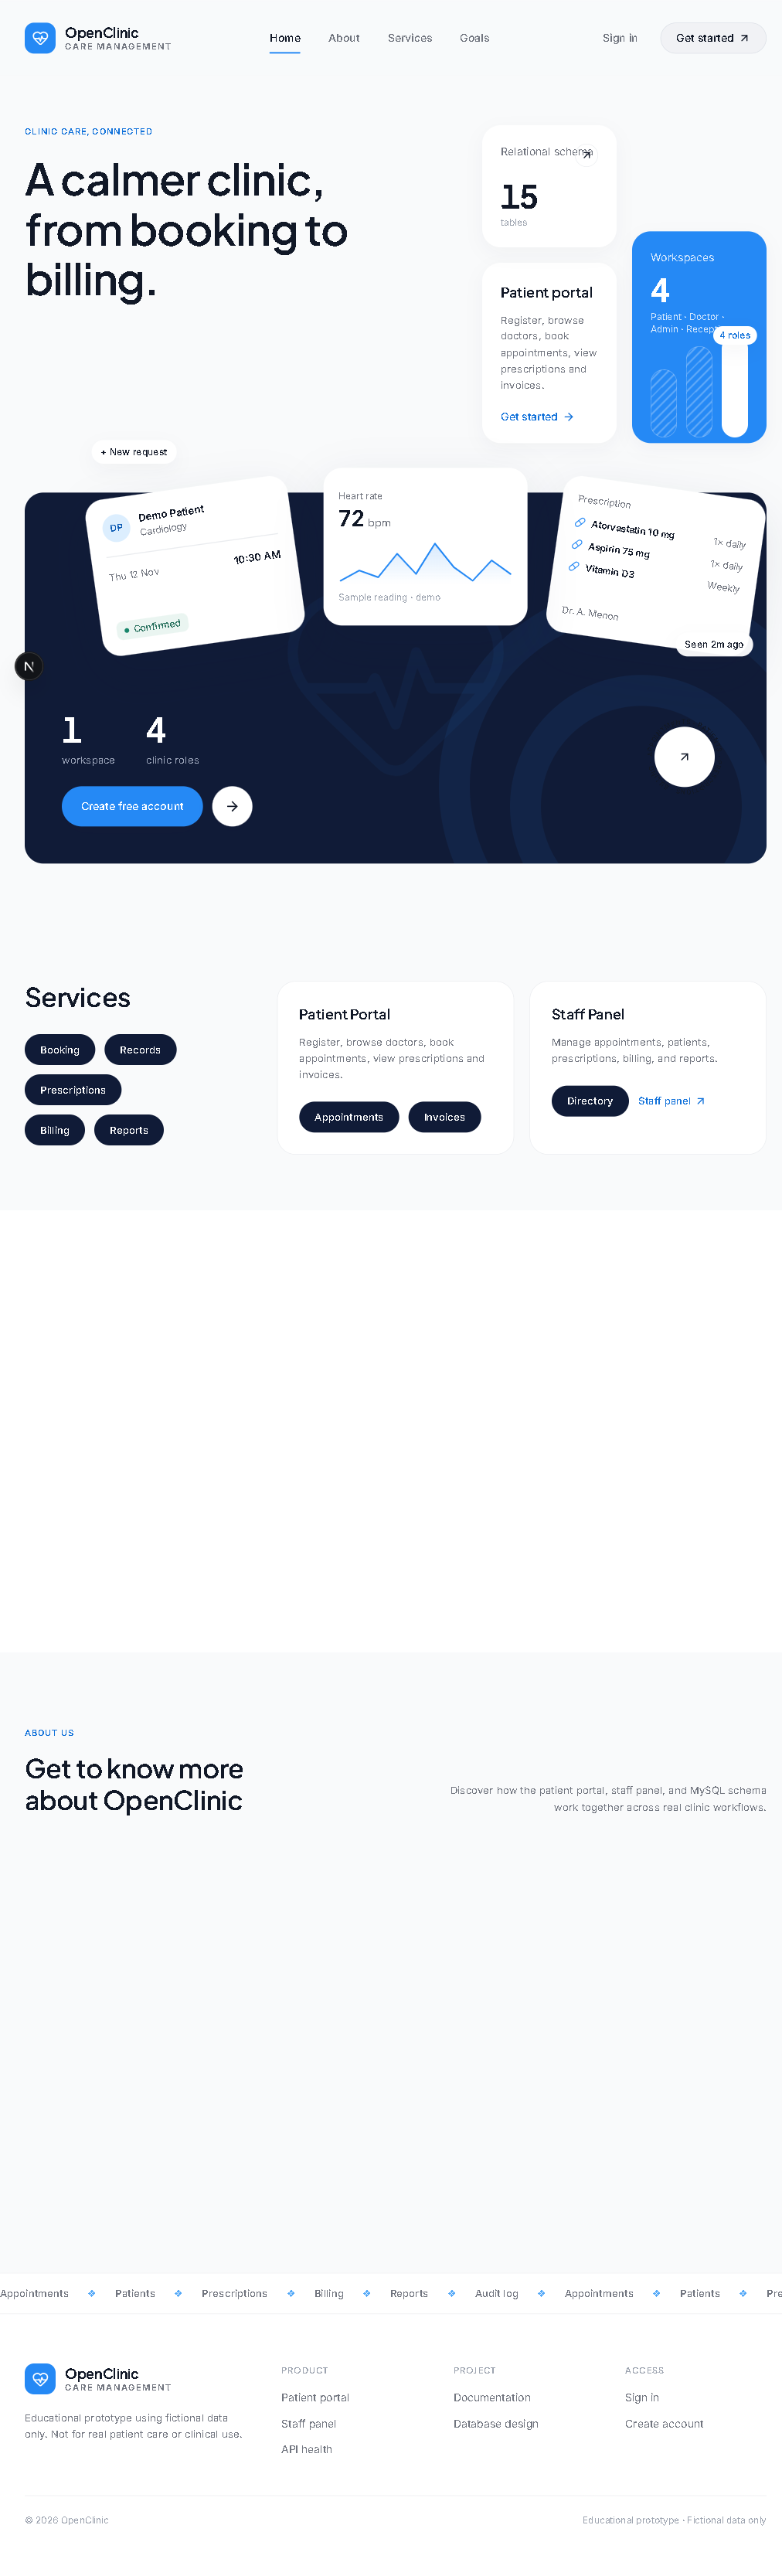 OpenClinic
CARE MANAGEMENT
Home
About
Services
Goals
Sign in
Get started
CLINIC CARE, CONNECTED
A calmer clinic,
from booking to
billing.
Relational schema
15
tables
Patient portal
Register, browse
doctors, book
appointments, view
prescriptions and
invoices.
Get started
Workspaces
4
Patient · Doctor ·
Admin · Recep
4 roles
+ New request
DP
Demo Patient
Cardiology
Thu 12 Nov
10:30 AM
Confirmed
Heart rate
72 bpm
Sample reading · demo
Prescription
Atorvastatin 10 mg
1× daily
Aspirin 75 mg
1× daily
Vitamin D3
Weekly
Dr. A. Menon
Seen 2m ago
N
1
workspace
4
clinic roles
Create free account
Services
Booking
Records
Prescriptions
Billing
Reports
Patient Portal
Register, browse doctors, book
appointments, view prescriptions and
invoices.
Appointments
Invoices
Staff Panel
Manage appointments, patients,
prescriptions, billing, and reports.
Directory
Staff panel
ABOUT US
Get to know more
about OpenClinic
Discover how the patient portal, staff panel, and MySQL schema
work together across real clinic workflows.
Appointments
Patients
Prescriptions
Billing
Reports
Audit log
Appointments
Patients
Pre
OpenClinic
CARE MANAGEMENT
Educational prototype using fictional data
only. Not for real patient care or clinical use.
PRODUCT
Patient portal
Staff panel
API health
PROJECT
Documentation
Database design
ACCESS
Sign in
Create account
© 2026 OpenClinic
Educational prototype · Fictional data only